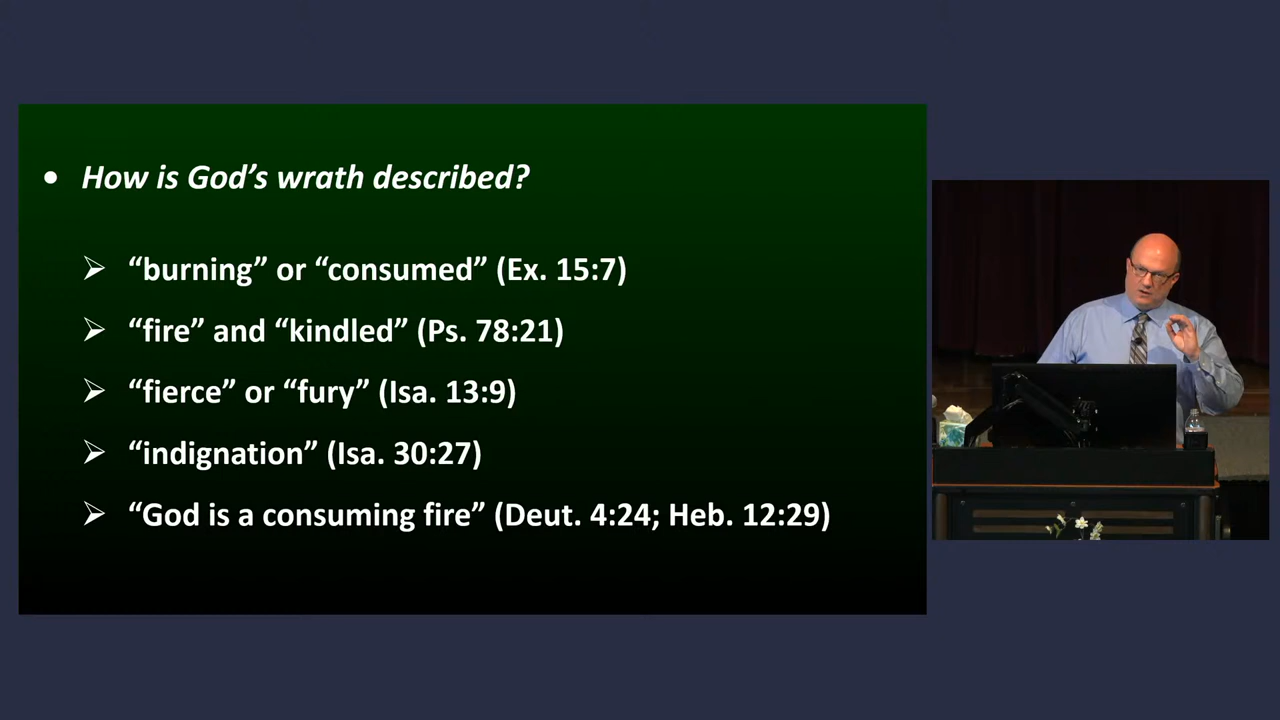 • How is God’s wrath described?
➢ “burning” or “consumed” (Ex. 15:7)
➢ “fire” and “kindled” (Ps. 78:21)
➢ “fierce” or “fury” (Isa. 13:9)
➢ “indignation” (Isa. 30:27)
➢ “God is a consuming fire” (Deut. 4:24; Heb. 12:29)